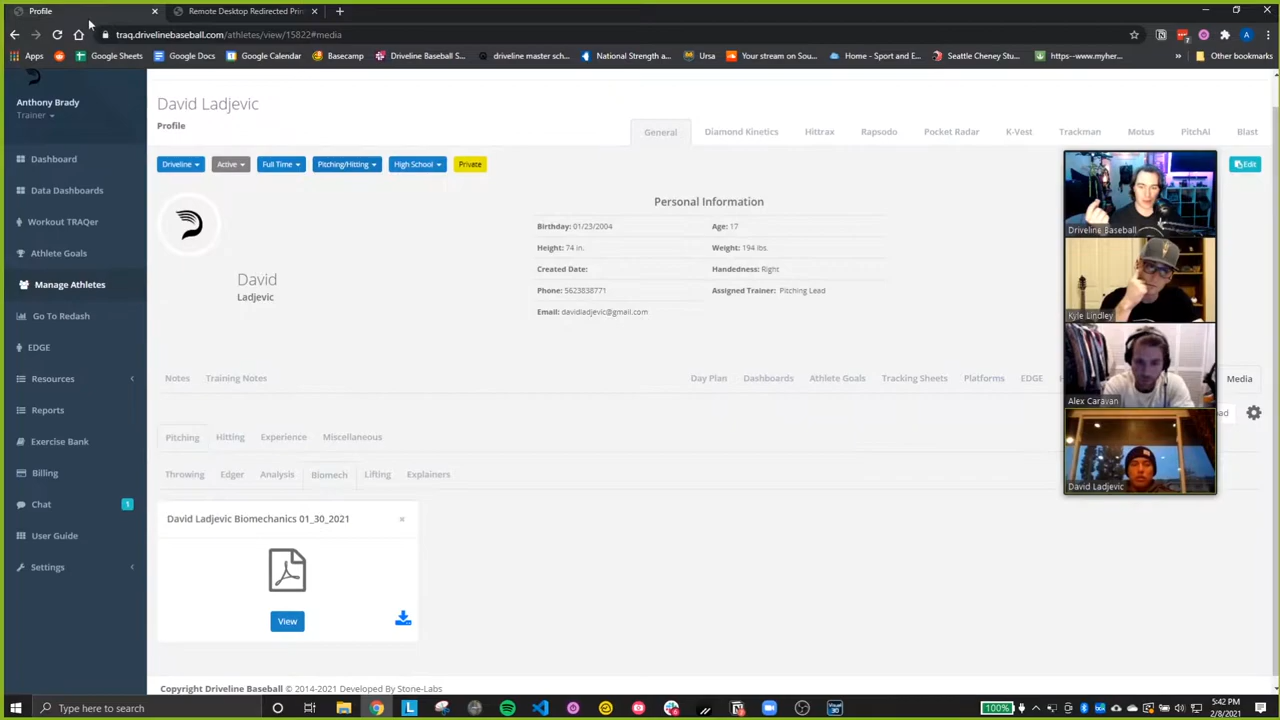 Profile
Remote Desktop Redirected Prin
traq.drivelinebaseball.com/athletes/view/15822#media
Apps
Google Sheets
Google Docs
Google Calendar
Basecamp
Driveline Baseball S...
driveline master sch...
National Strength a...
Ursa
Your stream on Sou...
Home - Sport and E...
Seattle Cheney Stu...
https--www.myher...
Other bookmarks
Anthony Brady
Trainer
Dashboard
Data Dashboards
Workout TRAQer
Athlete Goals
Manage Athletes
Go To Redash
EDGE
Resources
Reports
Exercise Bank
Billing
Chat 1
User Guide
Settings
David Ladjevic
Profile
General Diamond Kinetics Hittrax Rapsodo Pocket Radar K-Vest Trackman Motus PitchAI Blast
Driveline Active Full Time Pitching/Hitting High School Private
Edit
David
Ladjevic
Personal Information
Birthday: 01/23/2004 Age: 17
Height: 74 in. Weight: 194 lbs.
Created Date: Handedness: Right
Phone: 5623838771 Assigned Trainer: Pitching Lead
Email: davidladjevic@gmail.com
Driveline Baseball
Kyle Lindley
Alex Caravan
David Ladjevic
Notes Training Notes Day Plan Dashboards Athlete Goals Tracking Sheets Platforms EDGE Media
Pitching Hitting Experience Miscellaneous
Throwing Edger Analysis Biomech Lifting Explainers
David Ladjevic Biomechanics 01_30_2021
View
Copyright Driveline Baseball © 2014-2021 Developed By Stone-Labs
Type here to search
100%
5:42 PM
2/8/2021